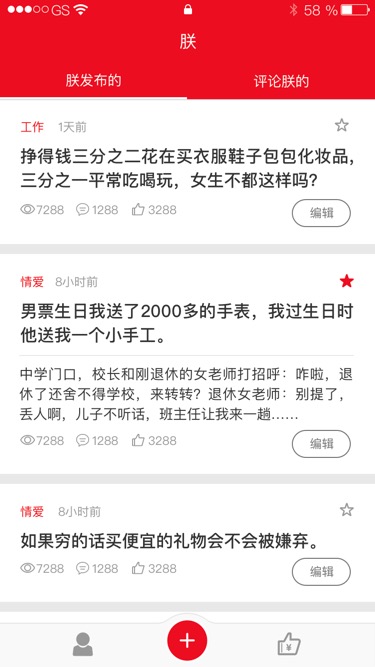 GS 58 %
朕
朕发布的 评论朕的
工作 1天前
挣得钱三分之二花在买衣服鞋子包包化妆品,
三分之一平常吃喝玩，女生不都这样吗?
7288 1288 3288 编辑
情爱 8小时前
男票生日我送了2000多的手表，我过生日时
他送我一个小手工。
中学门口，校长和刚退休的女老师打招呼：咋啦，退
休了还舍不得学校，来转转？退休女老师：别提了，
丢人啊，儿子不听话，班主任让我来一趟......
7288 1288 3288 编辑
情爱 8小时前
如果穷的话买便宜的礼物会不会被嫌弃。
7288 1288 3288 编辑
¥